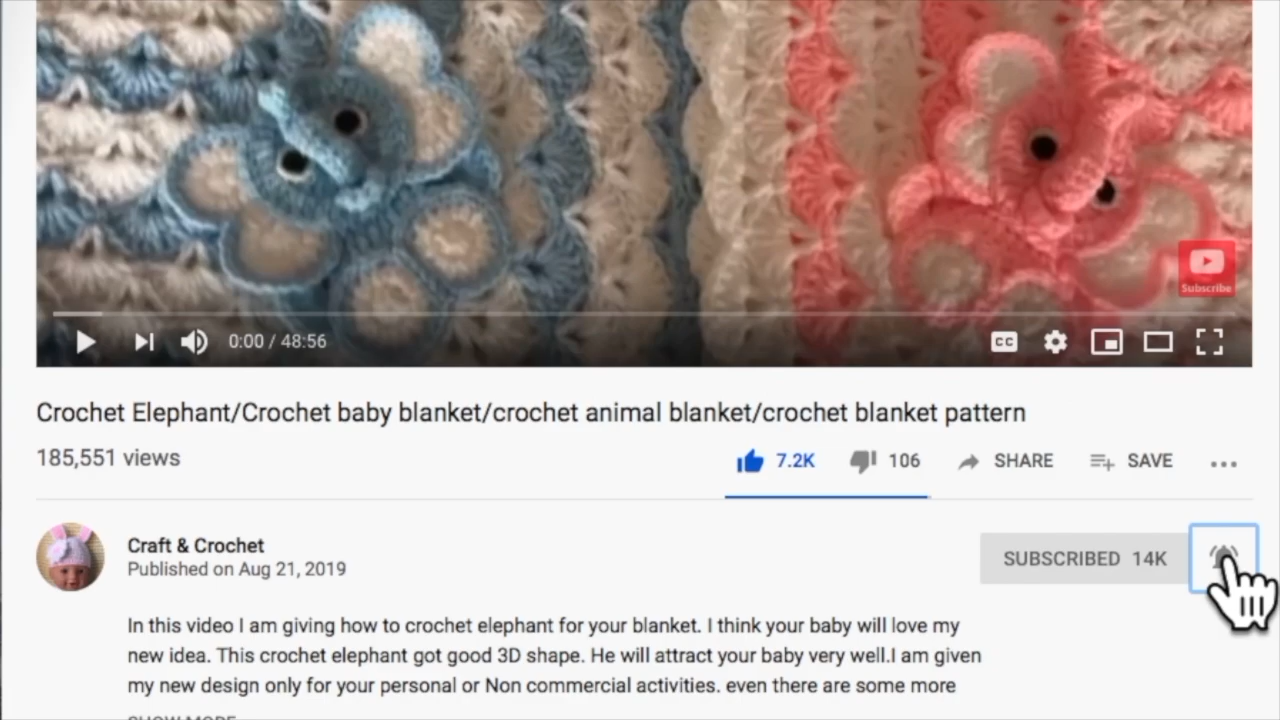 Subscribe
0:00 / 48:56
CC
Crochet Elephant/Crochet baby blanket/crochet animal blanket/crochet blanket pattern
185,551 views
7.2K
106
SHARE
SAVE
Craft & Crochet
SUBSCRIBED 14K
Published on Aug 21, 2019
In this video I am giving how to crochet elephant for your blanket. I think your baby will love my
new idea. This crochet elephant got good 3D shape. He will attract your baby very well.I am given
my new design only for your personal or Non commercial activities. even there are some more
SHOW MORE